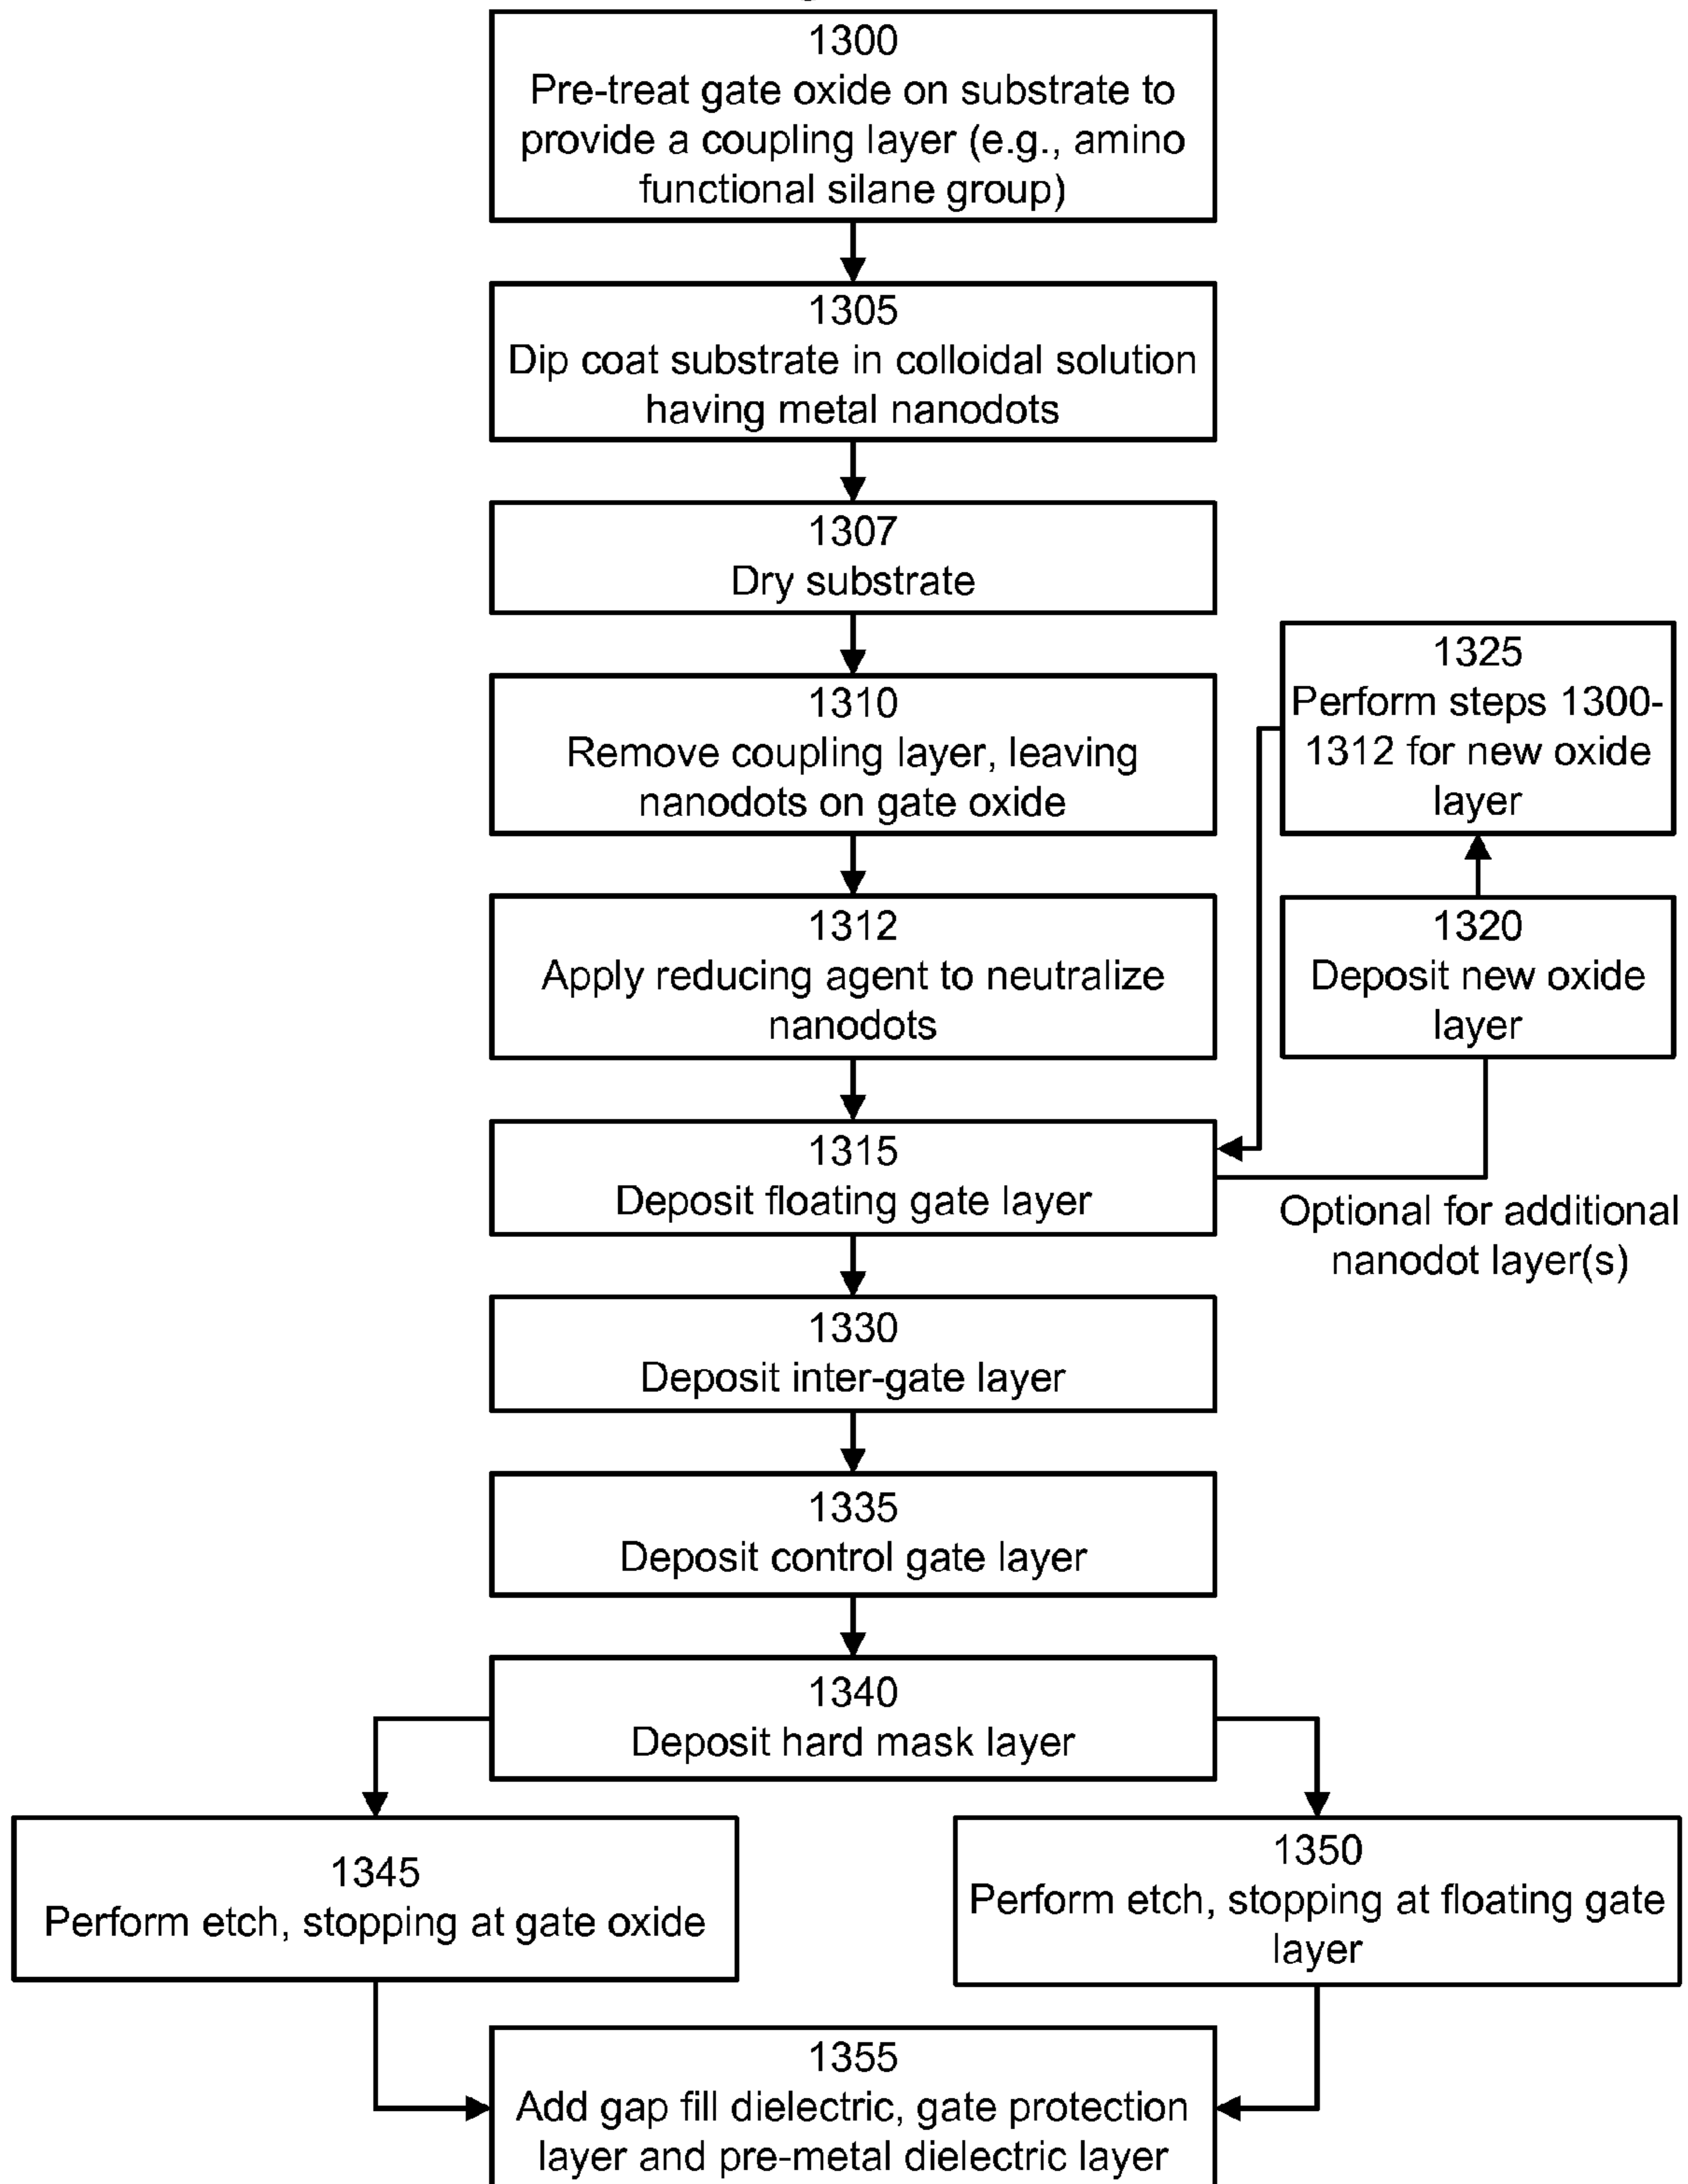 1300
Pre-treat gate oxide on substrate to
provide a coupling layer (e.g., amino
functional silane group)
1305
Dip coat substrate in colloidal solution
having metal nanodots
1307
Dry substrate
1310
Remove coupling layer, leaving
nanodots on gate oxide
1312
Apply reducing agent to neutralize
nanodots
1325
Perform steps 1300-
1312 for new oxide
layer
1320
Deposit new oxide
layer
1315
Deposit floating gate layer
Optional for additional
nanodot layer(s)
1330
Deposit inter-gate layer
1335
Deposit control gate layer
1340
Deposit hard mask layer
1345
Perform etch, stopping at gate oxide
1350
Perform etch, stopping at floating gate
layer
1355
Add gap fill dielectric, gate protection
layer and pre-metal dielectric layer